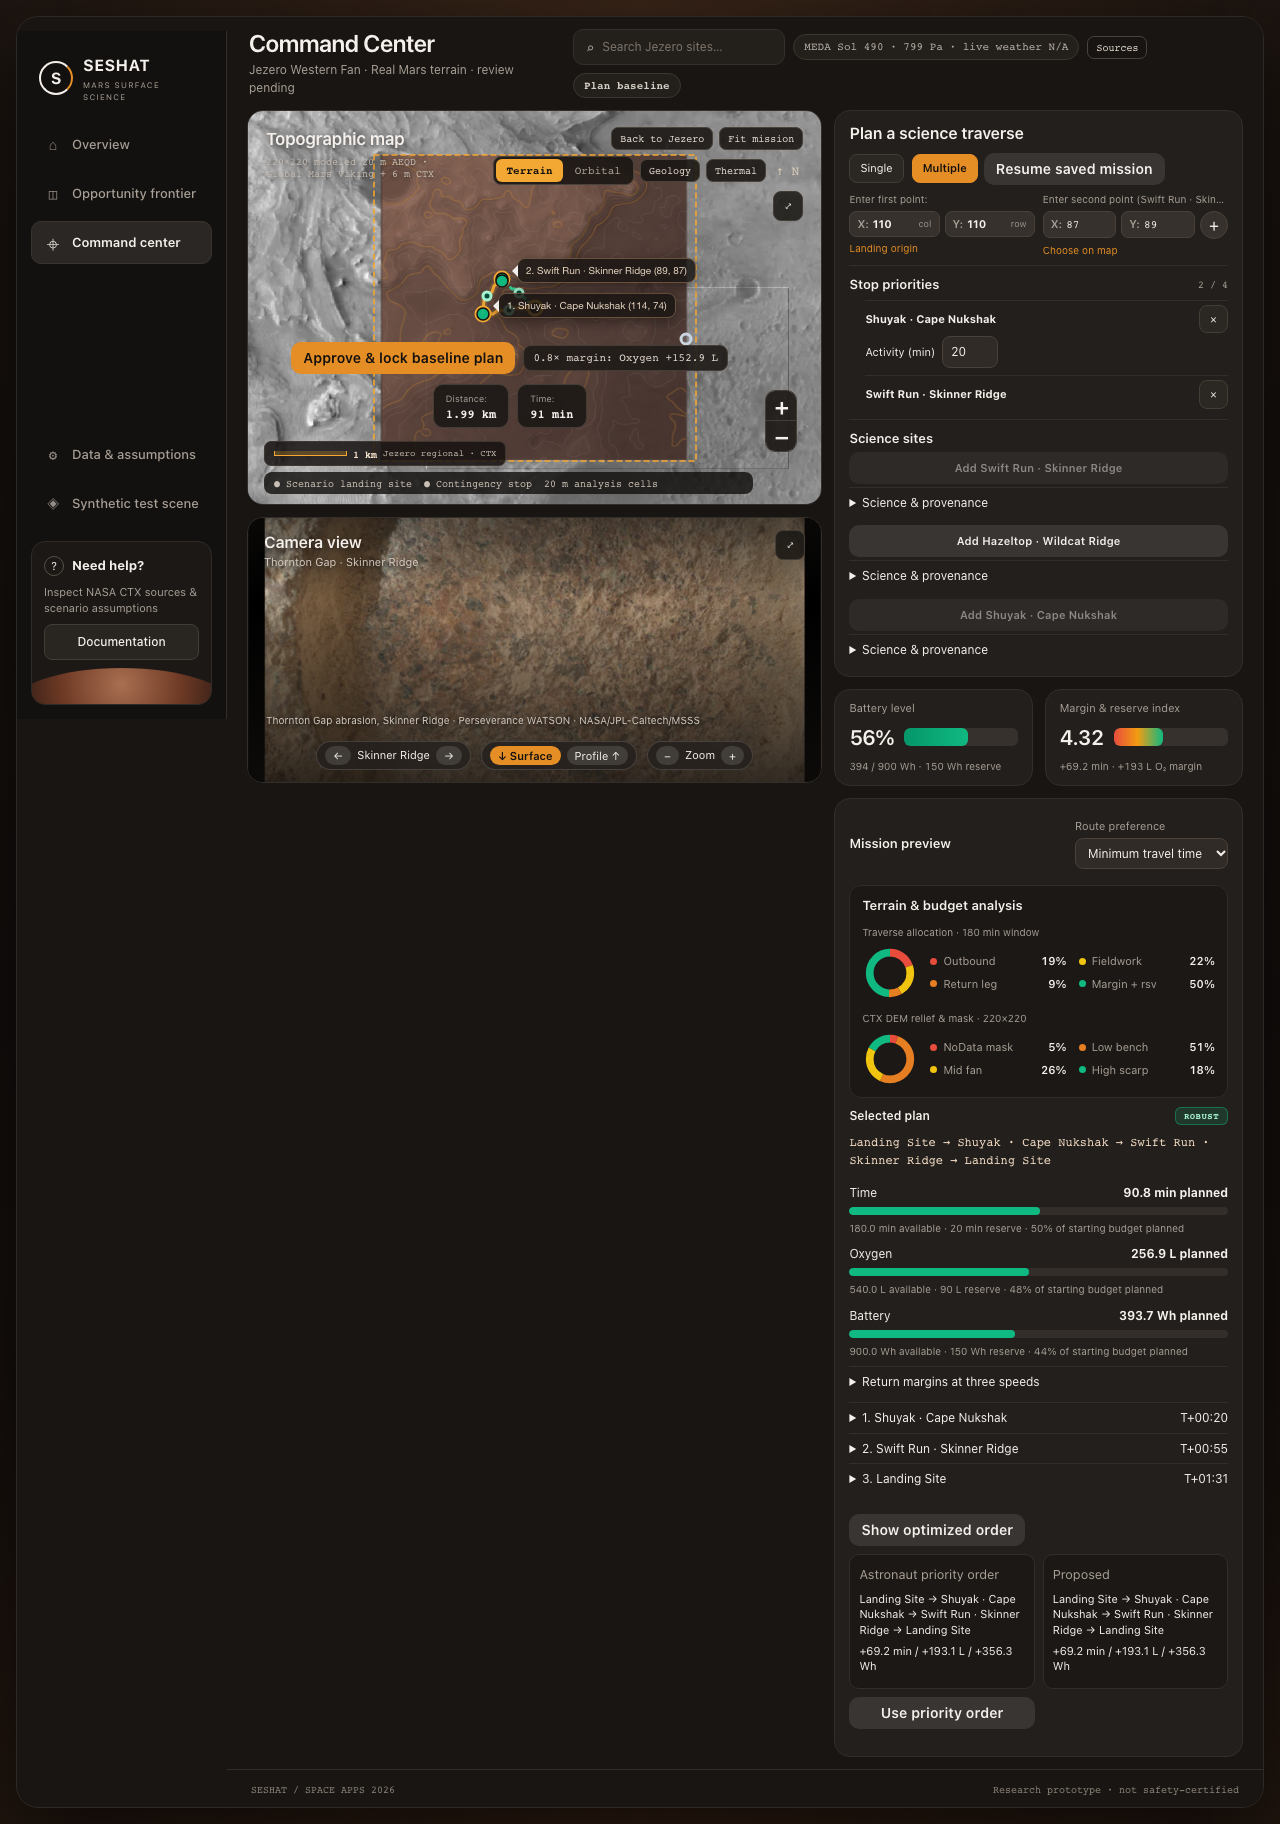 S
SESHAT
MARS SURFACE
SCIENCE
Overview
Opportunity frontier
Command center
Data & assumptions
Synthetic test scene
? Need help?
Inspect NASA CTX sources &
scenario assumptions
Documentation
Command Center
Jezero Western Fan · Real Mars terrain · review
pending
Search Jezero sites...
MEDA Sol 490 · 799 Pa · live weather N/A
Sources
Plan baseline
Topographic map
220×220 modeled 20 m AEQD ·
Global Mars Viking + 6 m CTX
Back to Jezero
Fit mission
Terrain
Orbital
Geology
Thermal
↑ N
2. Swift Run · Skinner Ridge (89, 87)
1. Shuyak · Cape Nukshak (114, 74)
Approve & lock baseline plan
0.8× margin: Oxygen +152.9 L
Distance:
1.99 km
Time:
91 min
+
−
1 km
Jezero regional · CTX
Scenario landing site
Contingency stop
20 m analysis cells
Camera view
Thornton Gap · Skinner Ridge
Thornton Gap abrasion, Skinner Ridge · Perseverance WATSON · NASA/JPL-Caltech/MSSS
← Skinner Ridge →
↓ Surface
Profile ↑
− Zoom +
Plan a science traverse
Single
Multiple
Resume saved mission
Enter first point:
X: 110 col
Y: 110 row
Landing origin
Enter second point (Swift Run · Skin...
X: 87
Y: 89
+
Choose on map
Stop priorities
2 / 4
Shuyak · Cape Nukshak
×
Activity (min) 20
Swift Run · Skinner Ridge
×
Science sites
Add Swift Run · Skinner Ridge
Science & provenance
Add Hazeltop · Wildcat Ridge
Science & provenance
Add Shuyak · Cape Nukshak
Science & provenance
Battery level
56%
394 / 900 Wh · 150 Wh reserve
Margin & reserve index
4.32
+69.2 min · +193 L O₂ margin
Mission preview
Route preference
Minimum travel time
Terrain & budget analysis
Traverse allocation · 180 min window
Outbound 19%
Fieldwork 22%
Return leg 9%
Margin + rsv 50%
CTX DEM relief & mask · 220×220
NoData mask 5%
Low bench 51%
Mid fan 26%
High scarp 18%
Selected plan
ROBUST
Landing Site → Shuyak · Cape Nukshak → Swift Run ·
Skinner Ridge → Landing Site
Time 90.8 min planned
180.0 min available · 20 min reserve · 50% of starting budget planned
Oxygen 256.9 L planned
540.0 L available · 90 L reserve · 48% of starting budget planned
Battery 393.7 Wh planned
900.0 Wh available · 150 Wh reserve · 44% of starting budget planned
Return margins at three speeds
1. Shuyak · Cape Nukshak T+00:20
2. Swift Run · Skinner Ridge T+00:55
3. Landing Site T+01:31
Show optimized order
Astronaut priority order
Landing Site → Shuyak · Cape
Nukshak → Swift Run · Skinner
Ridge → Landing Site
+69.2 min / +193.1 L / +356.3
Wh
Proposed
Landing Site → Shuyak · Cape
Nukshak → Swift Run · Skinner
Ridge → Landing Site
+69.2 min / +193.1 L / +356.3
Wh
Use priority order
SESHAT / SPACE APPS 2026
Research prototype · not safety-certified